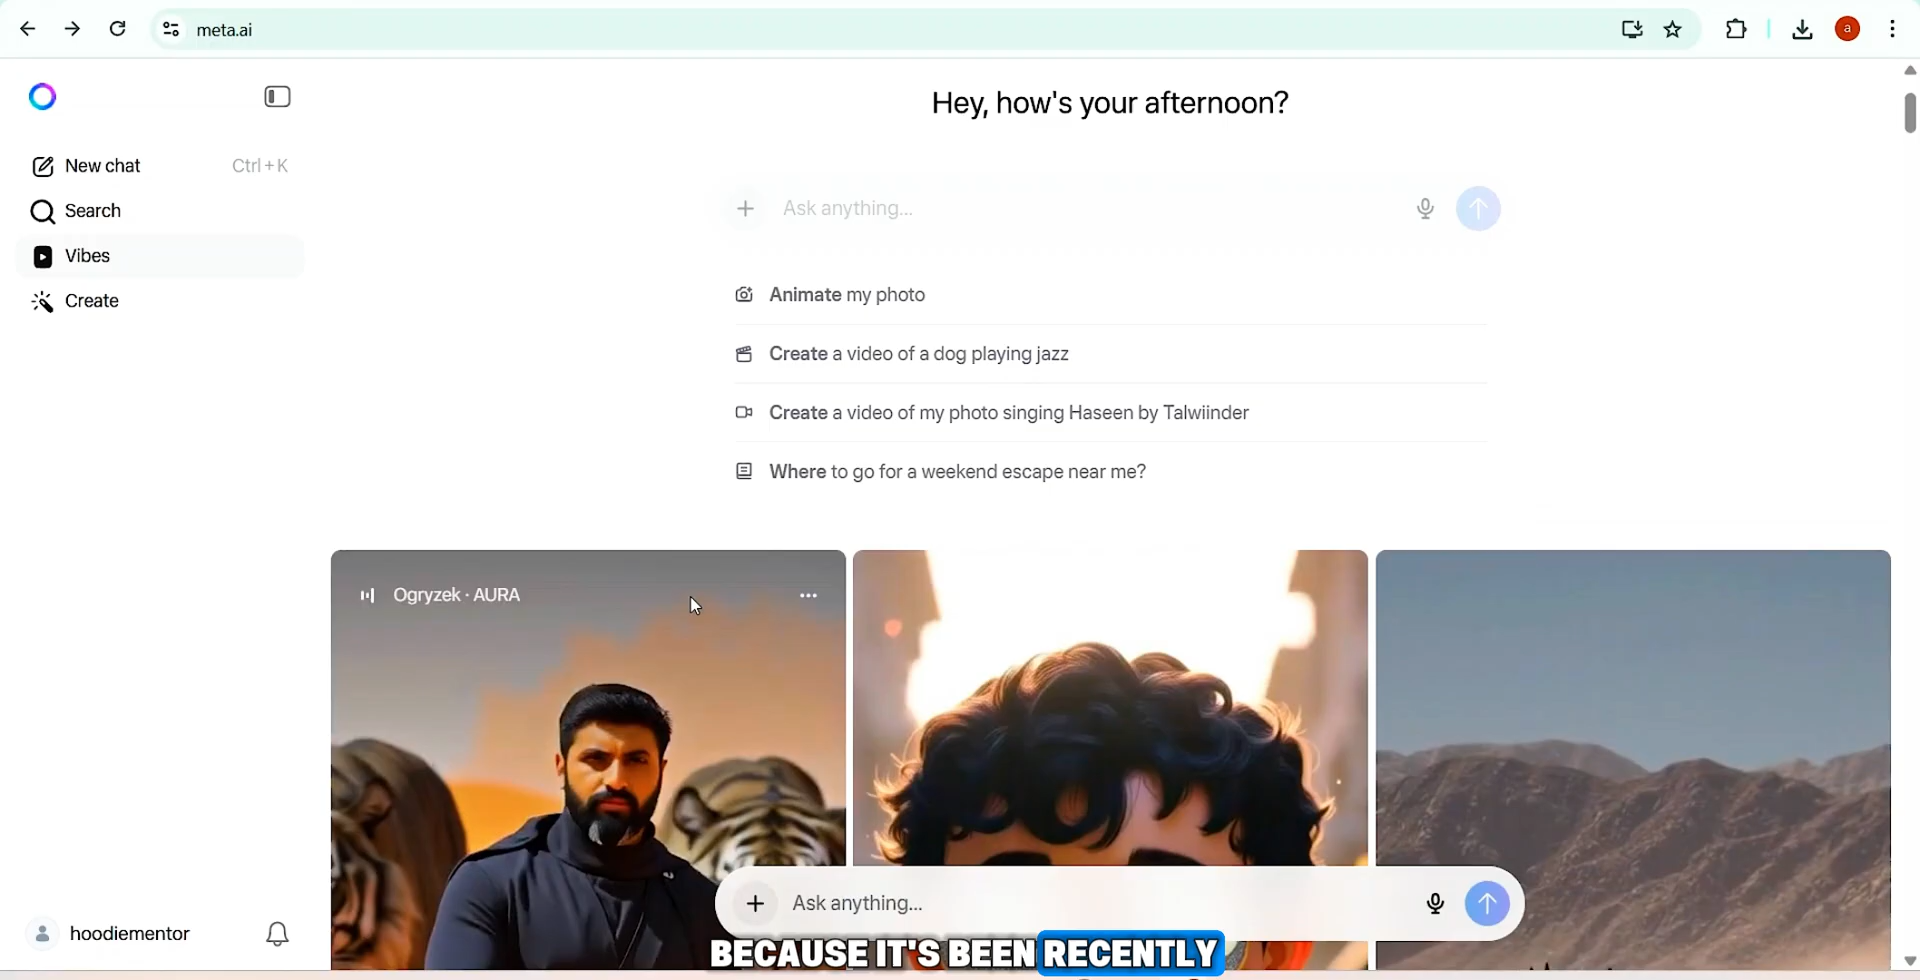 meta.ai
a
Hey, how's your afternoon?
New chat Ctrl+K
Search
Vibes
Create
Ask anything...
Animate my photo
Create a video of a dog playing jazz
Create a video of my photo singing Haseen by Talwiinder
Where to go for a weekend escape near me?
Ogryzek · AURA
Ask anything...
hoodiementor
BECAUSE IT'S BEEN RECENTLY